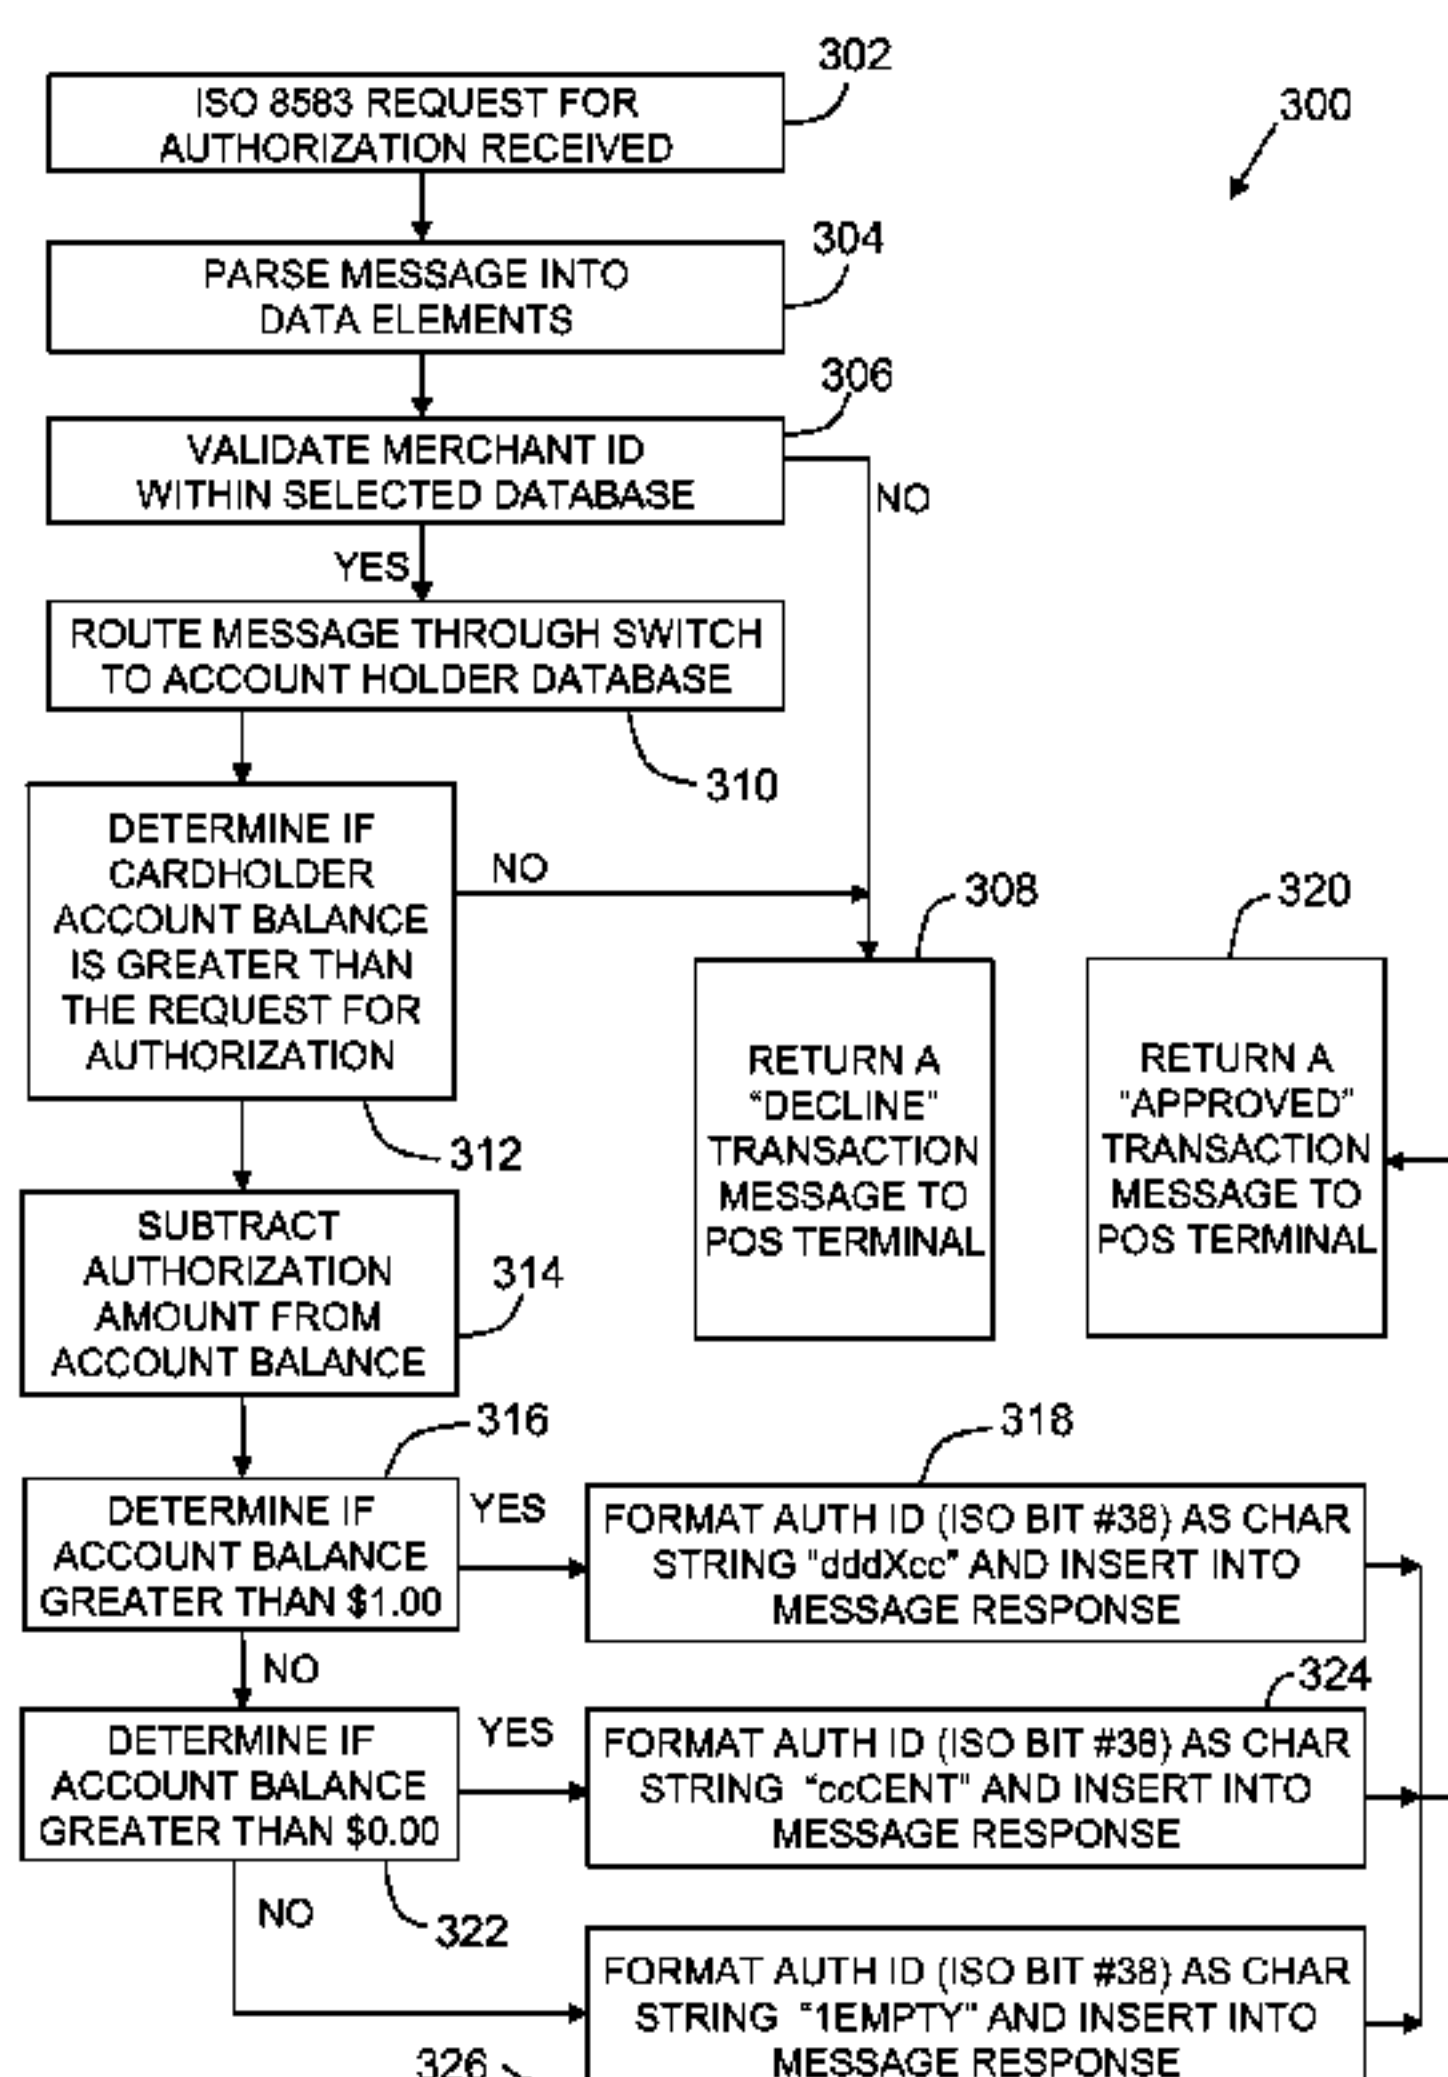 302
300
ISO 8583 REQUEST FOR
AUTHORIZATION RECEIVED
304
PARSE MESSAGE INTO
DATA ELEMENTS
306
VALIDATE MERCHANT ID
WITHIN SELECTED DATABASE
NO
YES
ROUTE MESSAGE THROUGH SWITCH
TO ACCOUNT HOLDER DATABASE
310
DETERMINE IF
CARDHOLDER
ACCOUNT BALANCE
IS GREATER THAN
THE REQUEST FOR
AUTHORIZATION
NO
312
308
RETURN A
"DECLINE"
TRANSACTION
MESSAGE TO
POS TERMINAL
320
RETURN A
"APPROVED"
TRANSACTION
MESSAGE TO
POS TERMINAL
SUBTRACT
AUTHORIZATION
AMOUNT FROM
ACCOUNT BALANCE
314
316
DETERMINE IF
ACCOUNT BALANCE
GREATER THAN $1.00
YES
318
FORMAT AUTH ID (ISO BIT #38) AS CHAR
STRING "dddXcc" AND INSERT INTO
MESSAGE RESPONSE
NO
DETERMINE IF
ACCOUNT BALANCE
GREATER THAN $0.00
YES
324
FORMAT AUTH ID (ISO BIT #38) AS CHAR
STRING "ccCENT" AND INSERT INTO
MESSAGE RESPONSE
NO
322
FORMAT AUTH ID (ISO BIT #38) AS CHAR
STRING "1EMPTY" AND INSERT INTO
MESSAGE RESPONSE
326